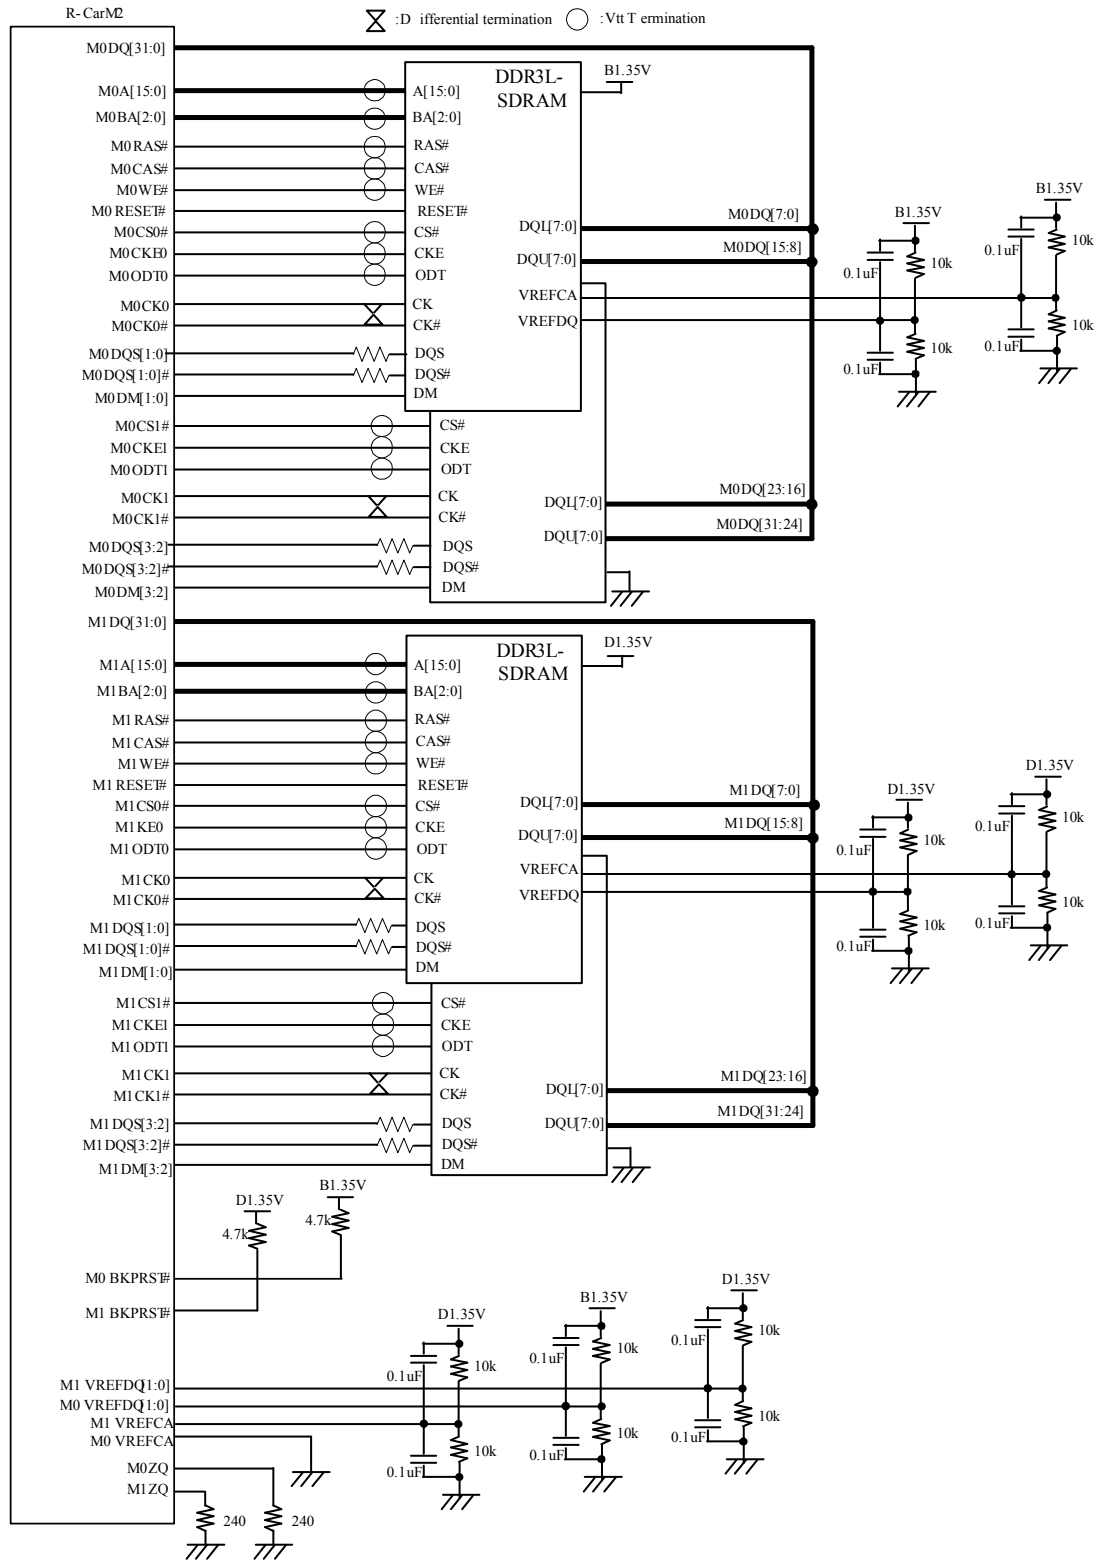 R-CarM2
:D ifferential termination
:Vtt T ermination
M0DQ[31:0]
M0A[15:0]
M0BA[2:0]
M0RAS#
M0CAS#
M0WE#
M0RESET#
M0CS0#
M0CKE0
M0ODT0
M0CK0
M0CK0#
M0DQS[1:0]
M0DQS[1:0]#
M0DM[1:0]
M0CS1#
M0CKE1
M0ODT1
M0CK1
M0CK1#
M0DQS[3:2]
M0DQS[3:2]#
M0DM[3:2]
DDR3L-
SDRAM
A[15:0]
BA[2:0]
RAS#
CAS#
WE#
RESET#
CS#
CKE
ODT
CK
CK#
DQS
DQS#
DM
CS#
CKE
ODT
CK
CK#
DQS
DQS#
DM
DQL[7:0]
DQU[7:0]
VREFCA
VREFDQ
DQL[7:0]
DQU[7:0]
B1.35V
M0DQ[7:0]
M0DQ[15:8]
M0DQ[23:16]
M0DQ[31:24]
B1.35V
0.1uF
10k
0.1uF
10k
B1.35V
0.1uF
10k
0.1uF
10k
M1DQ[31:0]
M1A[15:0]
M1BA[2:0]
M1RAS#
M1CAS#
M1WE#
M1RESET#
M1CS0#
M1KE0
M1ODT0
M1CK0
M1CK0#
M1DQS[1:0]
M1DQS[1:0]#
M1DM[1:0]
M1CS1#
M1CKE1
M1ODT1
M1CK1
M1CK1#
M1DQS[3:2]
M1DQS[3:2]#
M1DM[3:2]
DDR3L-
SDRAM
A[15:0]
BA[2:0]
RAS#
CAS#
WE#
RESET#
CS#
CKE
ODT
CK
CK#
DQS
DQS#
DM
CS#
CKE
ODT
CK
CK#
DQS
DQS#
DM
DQL[7:0]
DQU[7:0]
VREFCA
VREFDQ
DQL[7:0]
DQU[7:0]
D1.35V
M1DQ[7:0]
M1DQ[15:8]
M1DQ[23:16]
M1DQ[31:24]
D1.35V
0.1uF
10k
0.1uF
10k
D1.35V
0.1uF
10k
0.1uF
10k
D1.35V
4.7k
B1.35V
4.7k
M0 BKPRST#
M1 BKPRST#
M1 VREFDQ[1:0]
M0 VREFDQ[1:0]
M1 VREFCA
M0 VREFCA
M0ZQ
M1ZQ
240
240
D1.35V
0.1uF
10k
0.1uF
10k
B1.35V
0.1uF
10k
0.1uF
10k
D1.35V
0.1uF
10k
0.1uF
10k